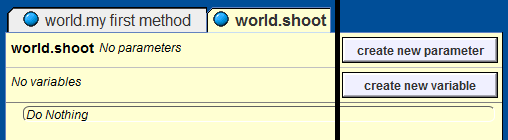 world.my first method world.shoot
world.shoot No parameters create new parameter
No variables create new variable
Do Nothing